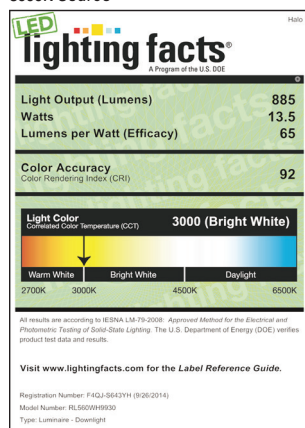 LED
Halo
lighting facts®
A Program of the U.S. DOE
Light Output (Lumens) 885
Watts 13.5
Lumens per Watt (Efficacy) 65
Color Accuracy
Color Rendering Index (CRI) 92
Light Color
Correlated Color Temperature (CCT) 3000 (Bright White)
Warm White Bright White Daylight
2700K 3000K 4500K 6500K
All results are according to IESNA LM-79-2008: Approved Method for the Electrical and
Photometric Testing of Solid-State Lighting. The U.S. Department of Energy (DOE) verifies
product test data and results.
Visit www.lightingfacts.com for the Label Reference Guide.
Registration Number: F4QJ-S643YH (9/26/2014)
Model Number: RL560WH9930
Type: Luminaire - Downlight